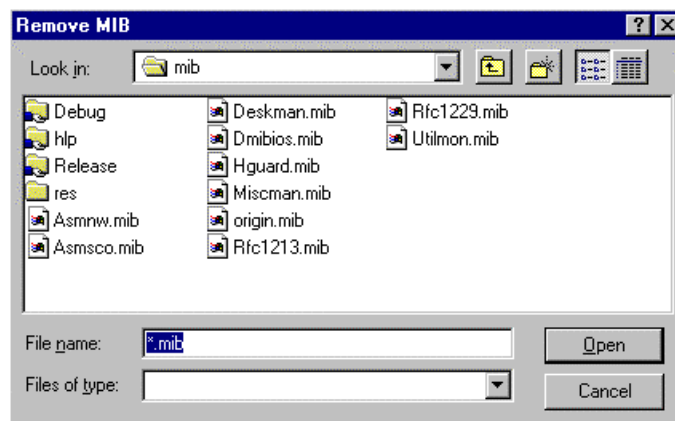 Remove MIB
Look in: mib
Debug Deskman.mib Rfc1229.mib
hlp Dmibios.mib Utilmon.mib
Release Hguard.mib
res Miscman.mib
Asmnw.mib origin.mib
Asmsco.mib Rfc1213.mib
File name: *.mib Open
Files of type: Cancel